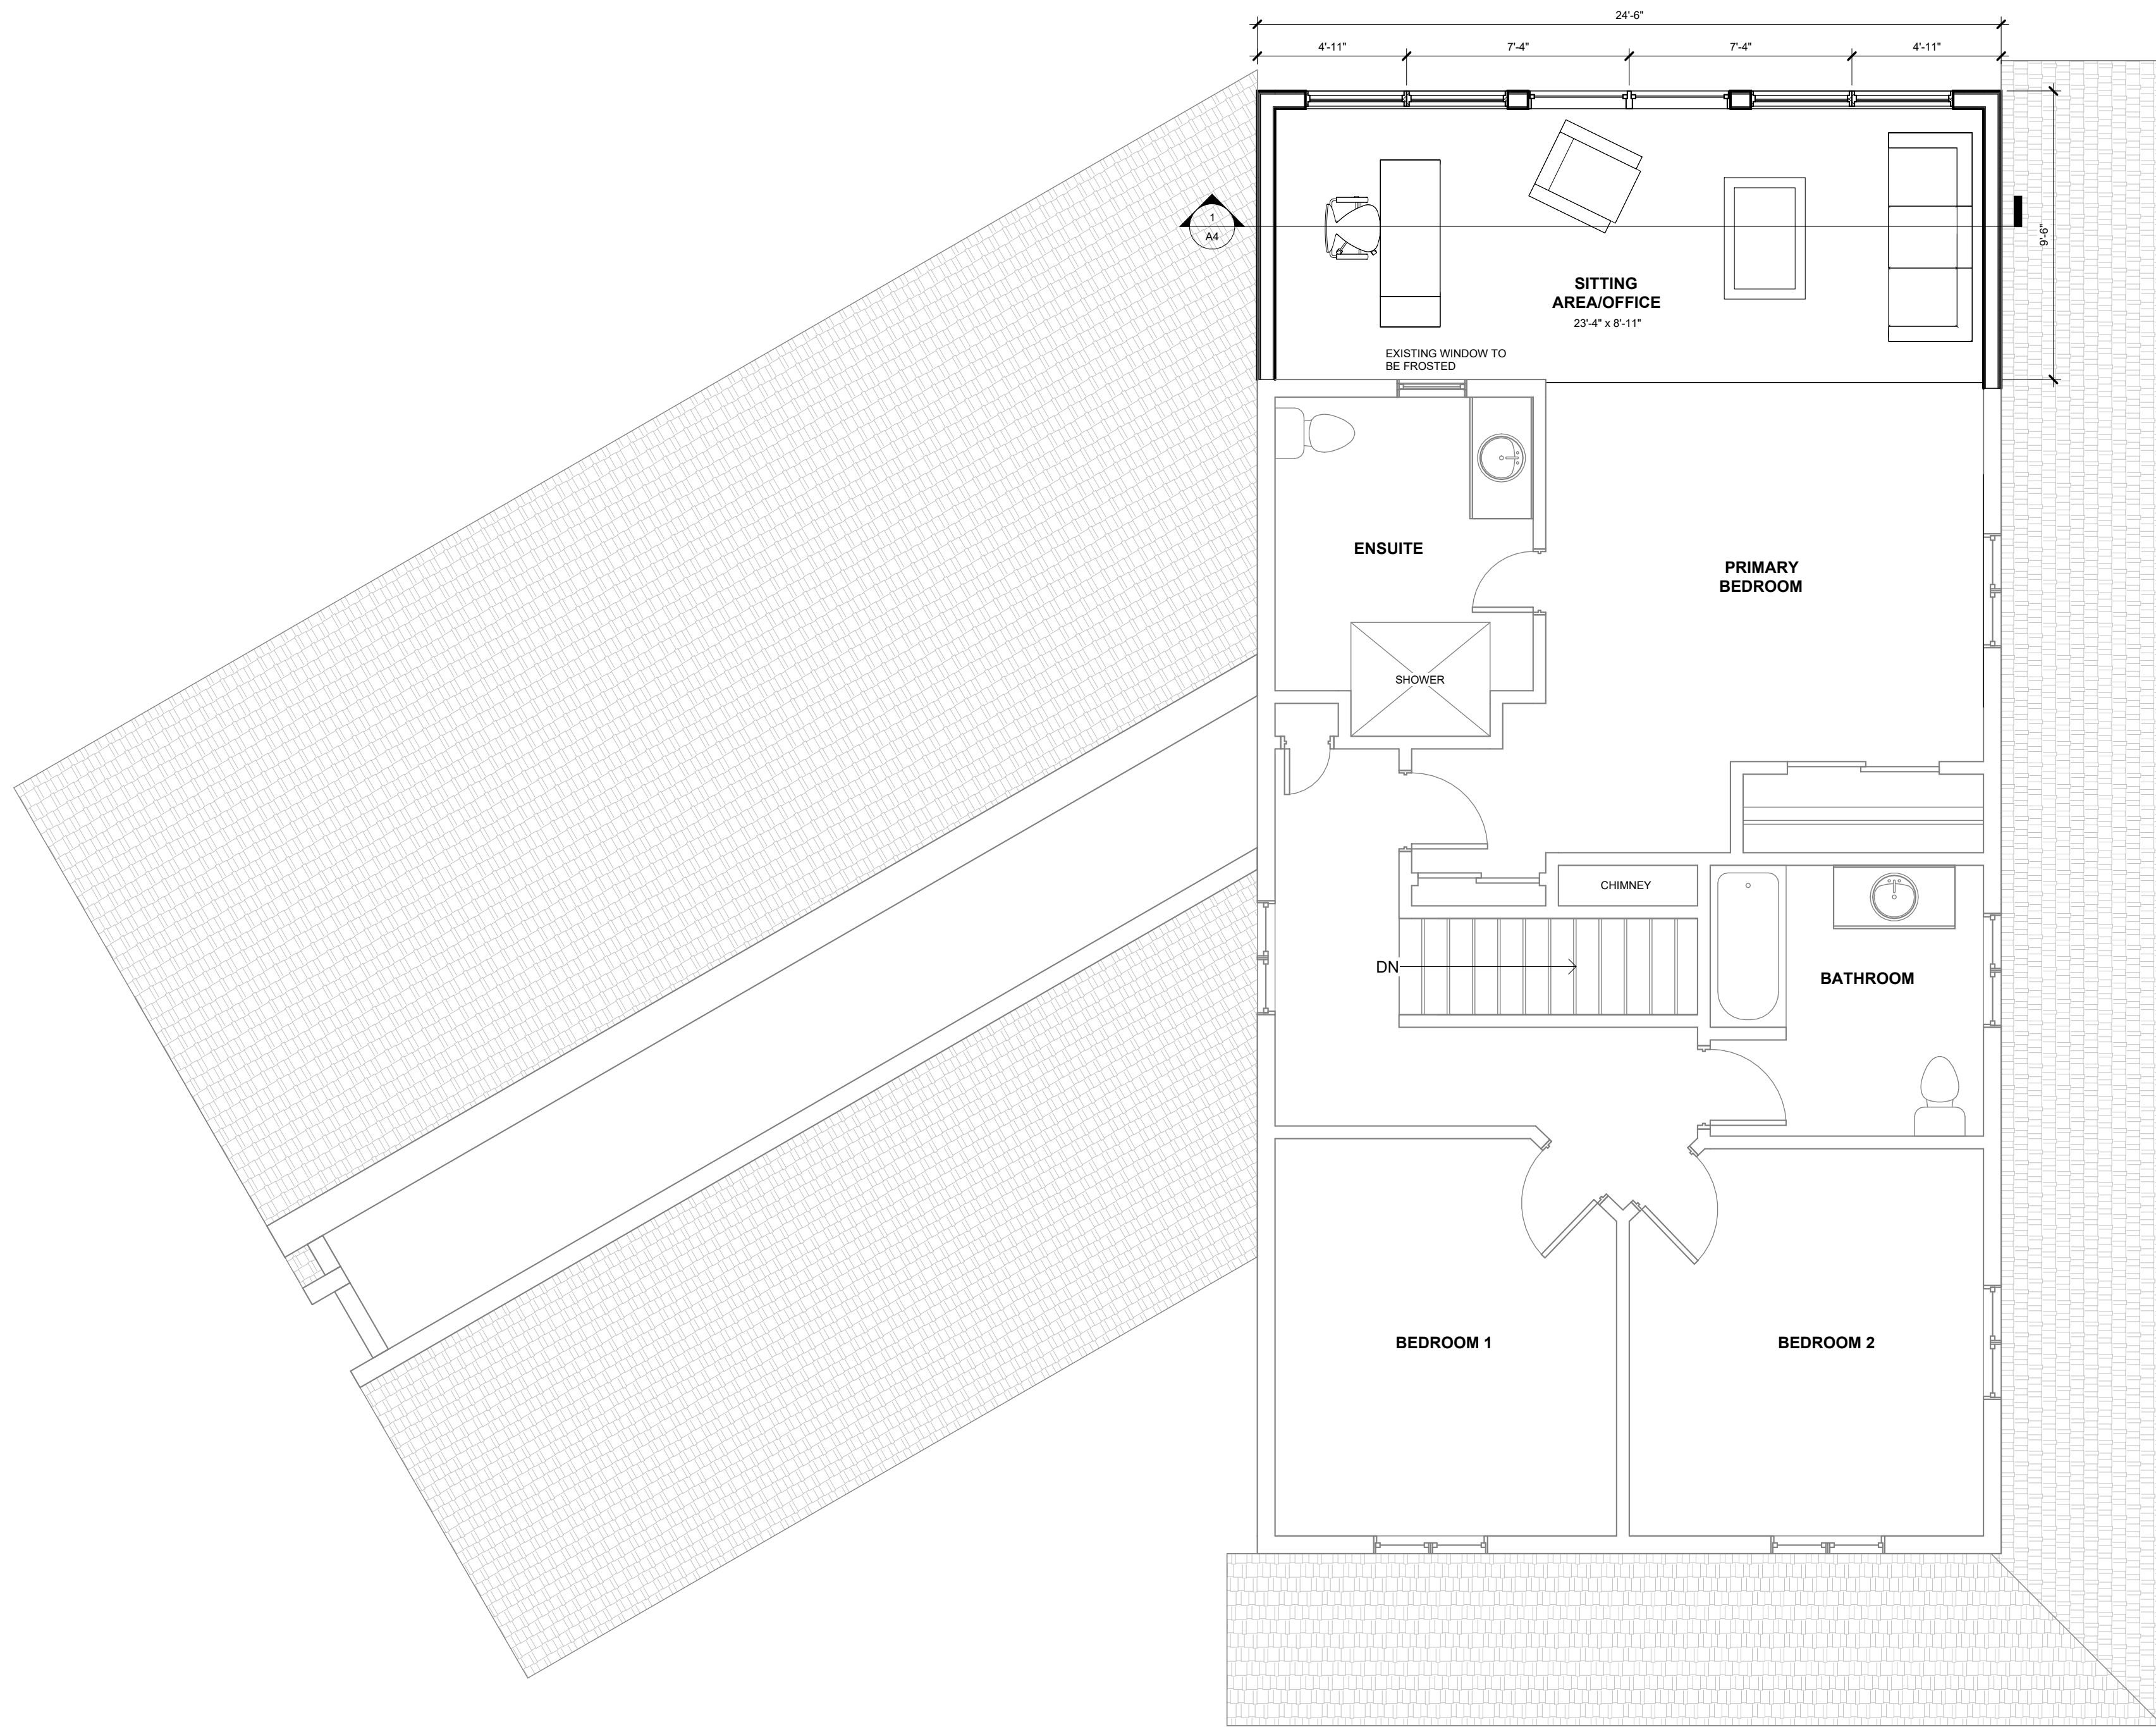 24'-6"
4'-11"
7'-4"
7'-4"
4'-11"
1
A4
9'-6"
SITTING
AREA/OFFICE
23'-4" x 8'-11"
EXISTING WINDOW TO
BE FROSTED
ENSUITE
PRIMARY
BEDROOM
SHOWER
CHIMNEY
DN
BATHROOM
BEDROOM 1
BEDROOM 2